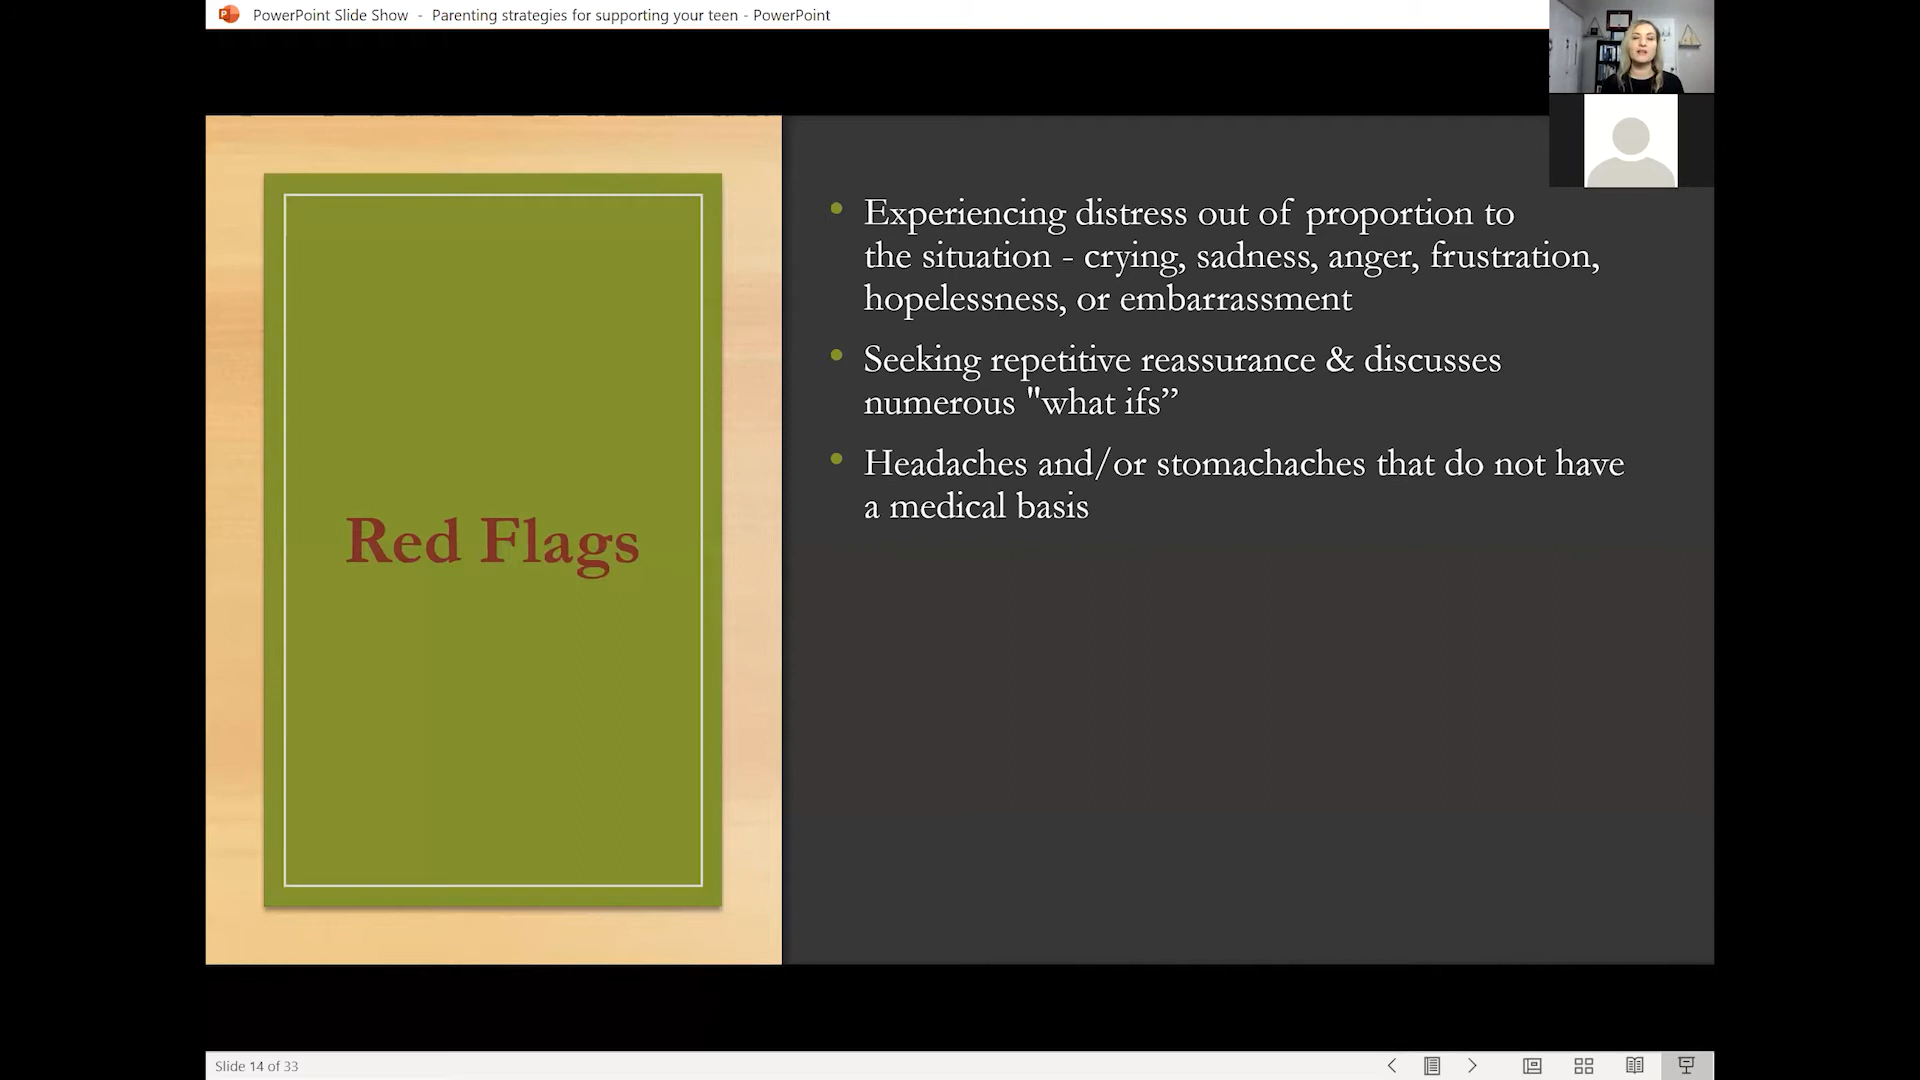 PowerPoint Slide Show - Parenting strategies for supporting your teen - PowerPoint
Red Flags
• Experiencing distress out of proportion to
the situation - crying, sadness, anger, frustration,
hopelessness, or embarrassment
• Seeking repetitive reassurance & discusses
numerous "what ifs”
• Headaches and/or stomachaches that do not have
a medical basis
Slide 14 of 33